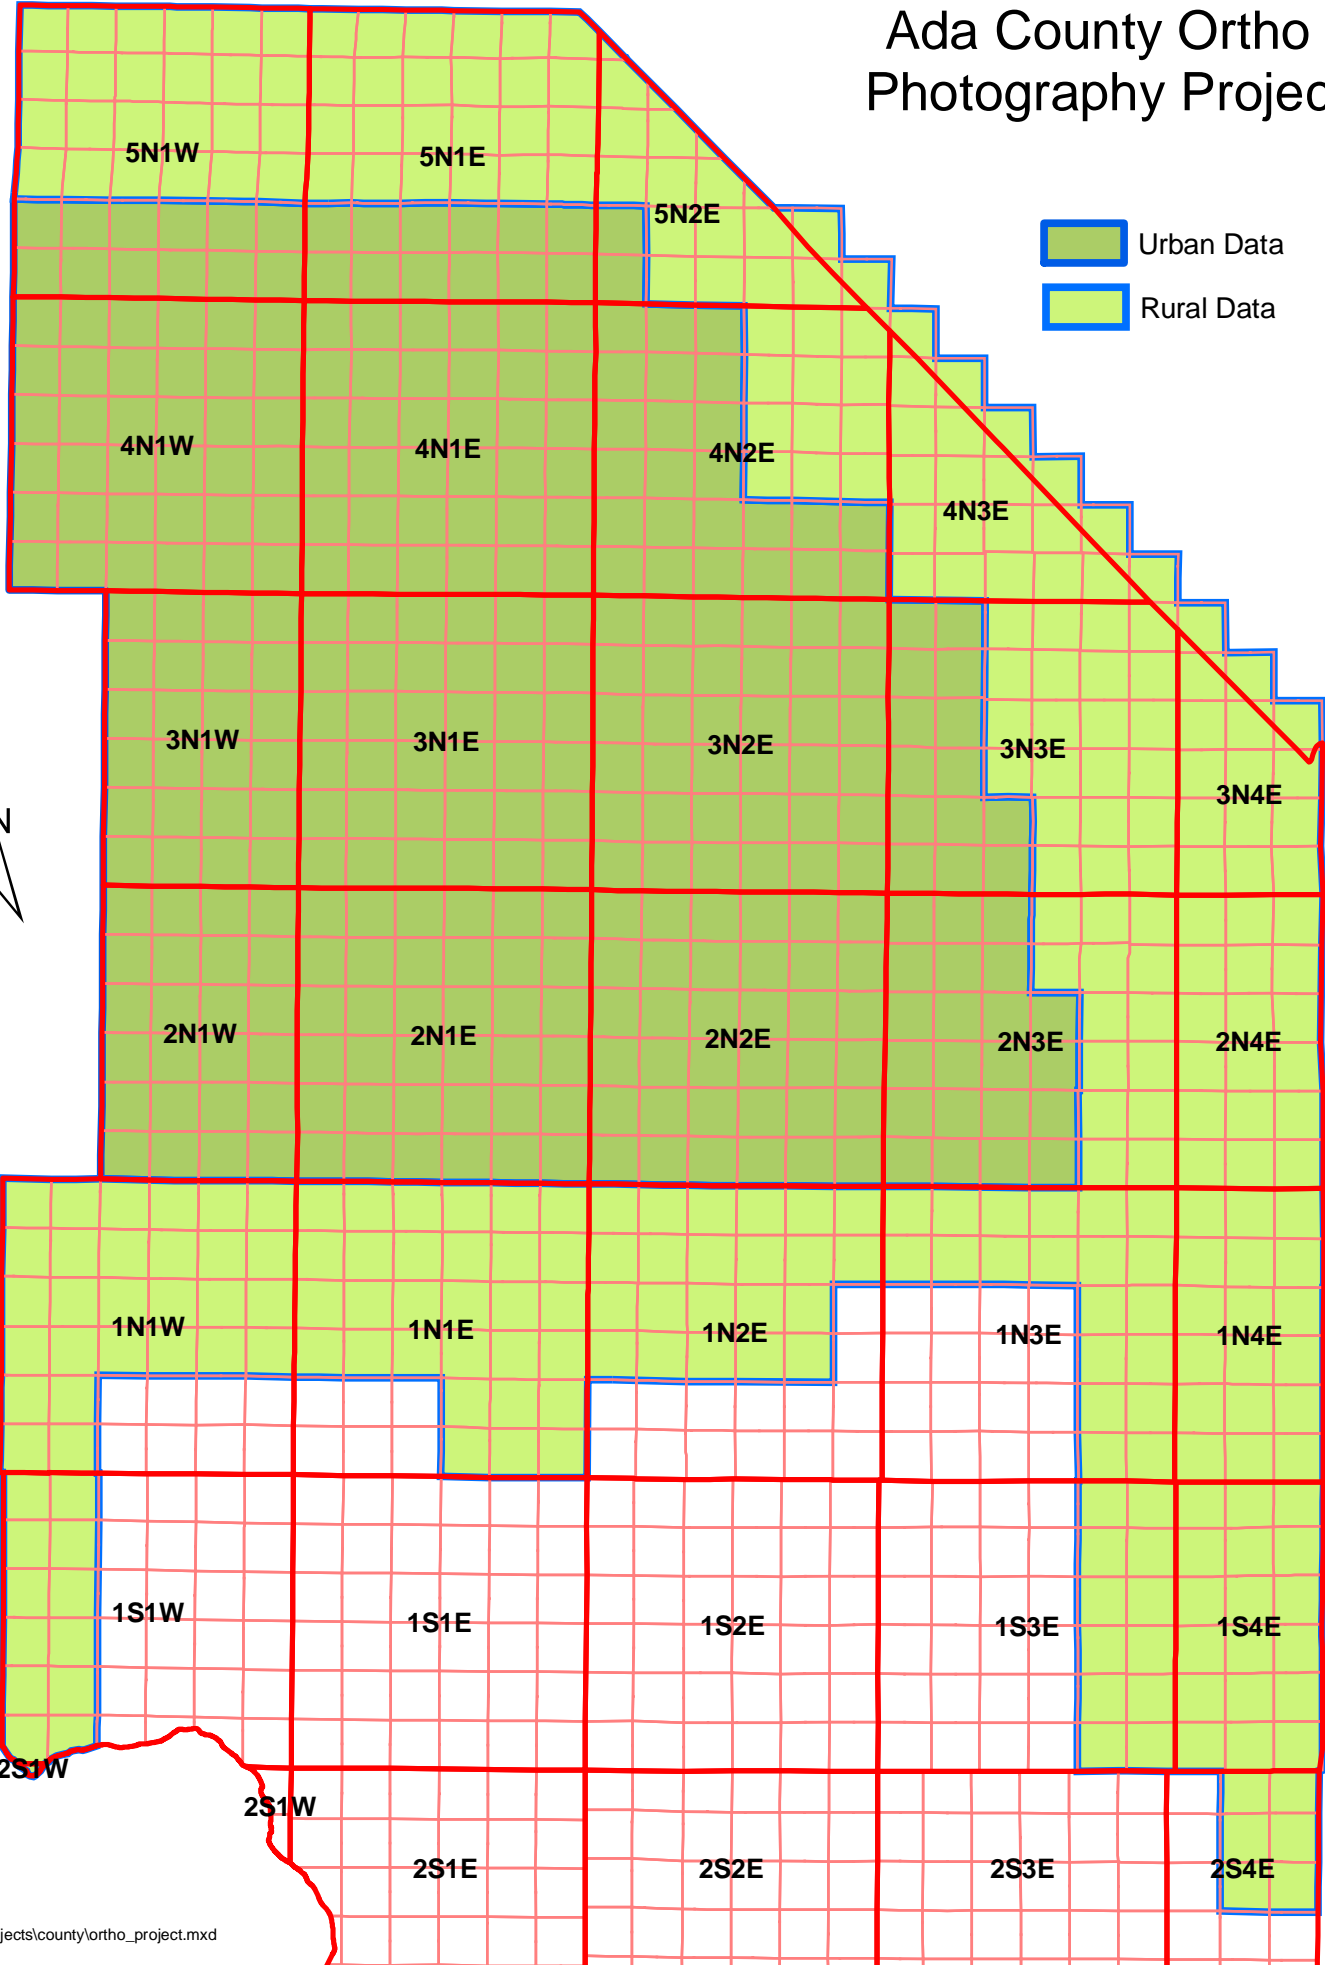 Ada County Ortho
Photography Projec
Urban Data
Rural Data
5N1W
5N1E
5N2E
4N1W
4N1E
4N2E
4N3E
3N1W
3N1E
3N2E
3N3E
3N4E
N
2N1W
2N1E
2N2E
2N3E
2N4E
1N1W
1N1E
1N2E
1N3E
1N4E
1S1W
1S1E
1S2E
1S3E
1S4E
2S1W
2S1W
2S1E
2S2E
2S3E
2S4E
jects\county\ortho_project.mxd